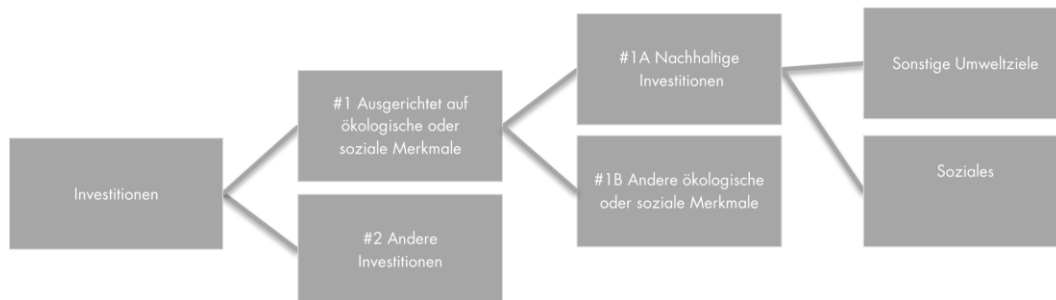 Investitionen
#1 Ausgerichtet auf
ökologische oder
soziale Merkmale
#2 Andere
Investitionen
#1A Nachhaltige
Investitionen
#1B Andere ökologische
oder soziale Merkmale
Sonstige Umweltziele
Soziales